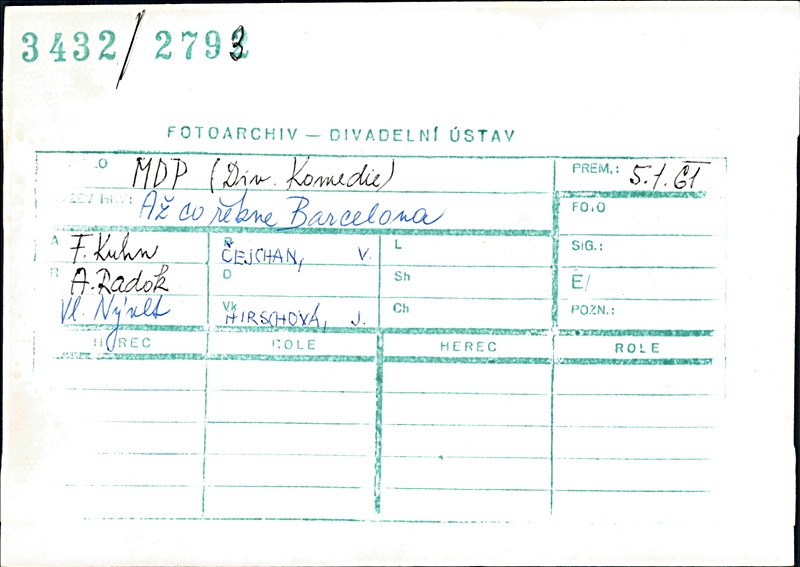 3432/2793
FOTOARCHIV — DIVADELNÍ ÚSTAV
LO MDP (Div. Komedie) PREM.: 5.1.61
Až co řekne Barcelona FOTO
A F. Kuhn ČEJCHAN, V. L SIG.:
R A. Radok D Sh E/
Vl. Nývlt Vk HIRSCHOVÁ, J. Ch POZN.:
HEREC ROLE HEREC ROLE